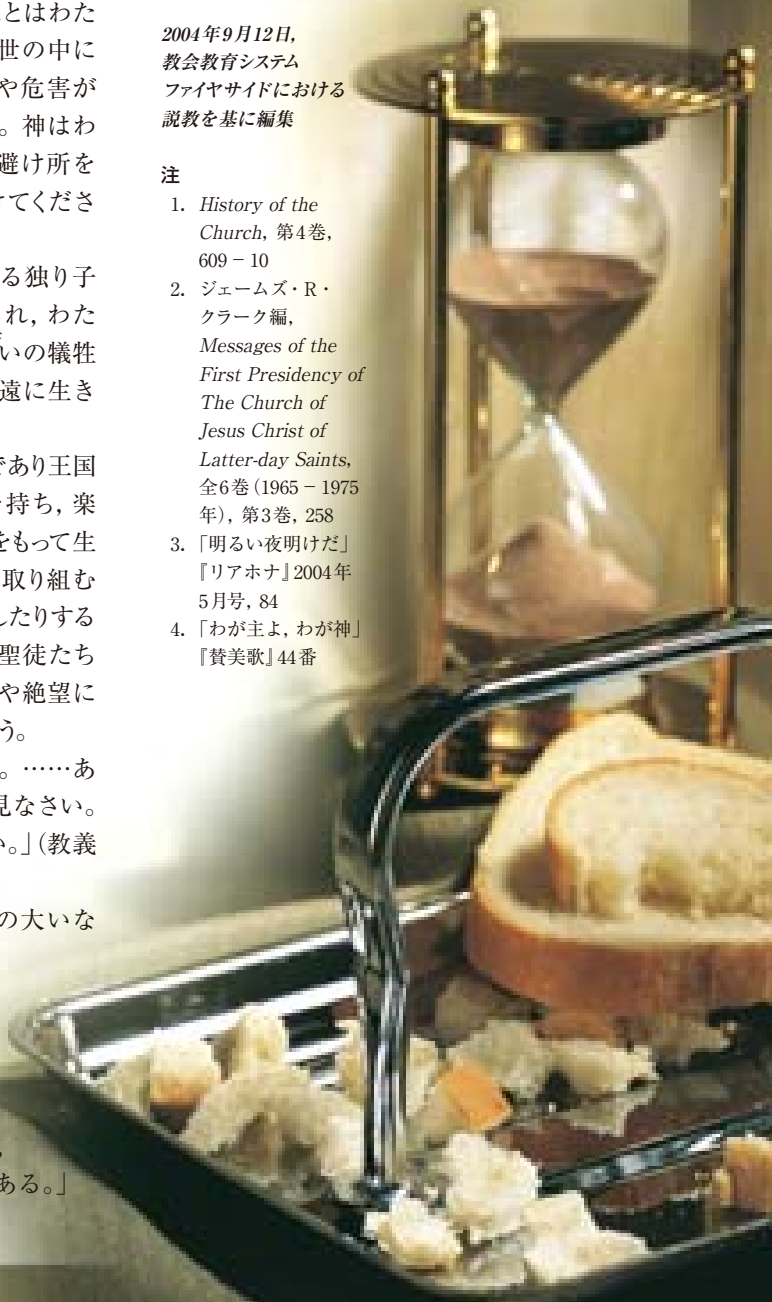 とはわた
世の中に
や危害が
。神はわ
避け所を
てくださ
る独り子
れ，わた
いの犠牲
遠に生き
であり王国
持ち，楽
をもって生
取り組む
したりする
聖徒たち
や絶望に
う。
。……あ
見なさい。
い。」（教義
の大いな
ある。」
2004年9月12日，
教会教育システム
ファイヤサイドにおける
説教を基に編集
注
1. History of the
Church, 第4巻，
609－10
2. ジェームズ・R・
クラーク編，
Messages of the
First Presidency of
The Church of
Jesus Christ of
Latter-day Saints,
全6巻（1965－1975
年），第3巻，258
3. 「明るい夜明けだ」
『リアホナ』2004年
5月号，84
4. 「わが主よ，わが神」
『賛美歌』44番